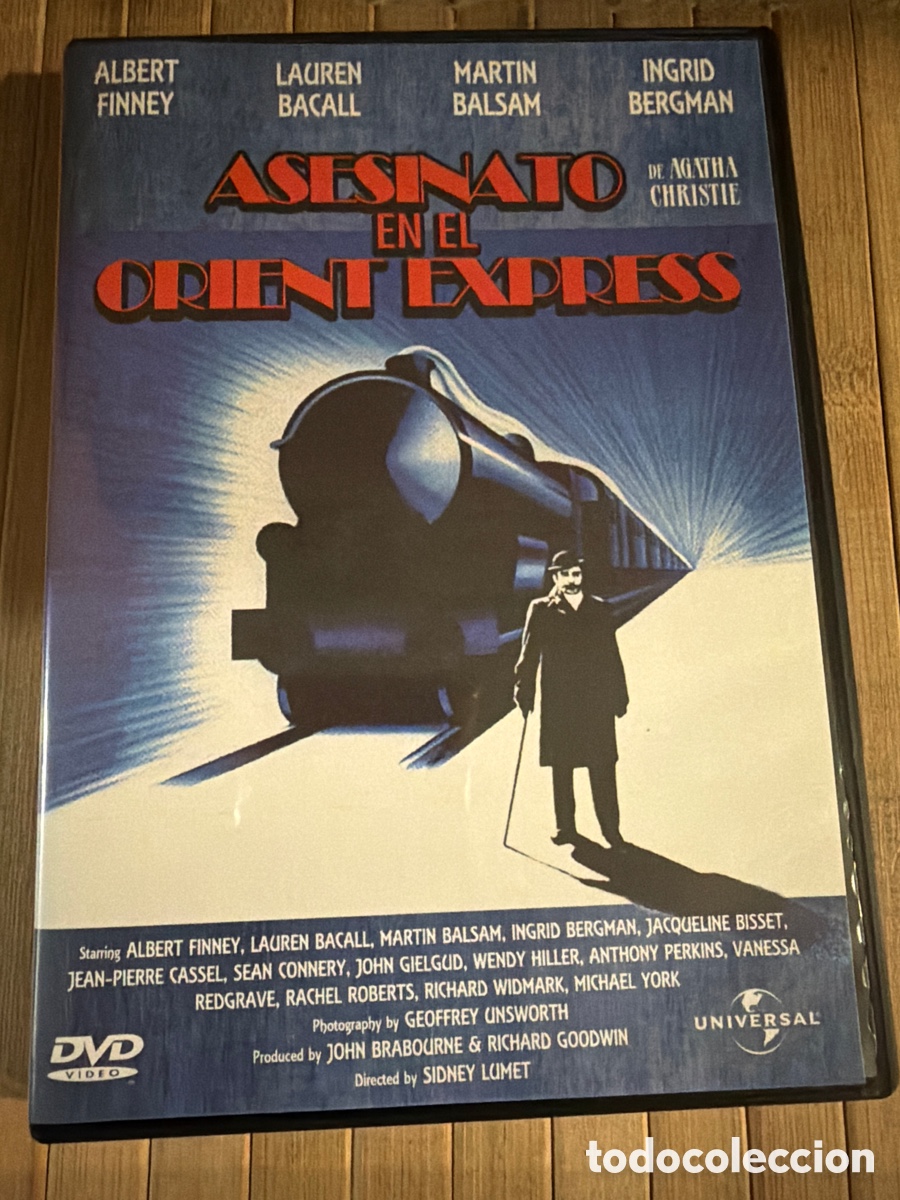 ALBERT FINNEY
LAUREN BACALL
MARTIN BALSAM
INGRID BERGMAN
ASESINATO
EN EL
ORIENT EXPRESS
DE AGATHA
CHRISTIE
Starring ALBERT FINNEY, LAUREN BACALL, MARTIN BALSAM, INGRID BERGMAN, JACQUELINE BISSET,
JEAN-PIERRE CASSEL, SEAN CONNERY, JOHN GIELGUD, WENDY HILLER, ANTHONY PERKINS, VANESSA
REDGRAVE, RACHEL ROBERTS, RICHARD WIDMARK, MICHAEL YORK
Photography by GEOFFREY UNSWORTH
Produced by JOHN BRABOURNE & RICHARD GOODWIN
Directed by SIDNEY LUMET
DVD
VIDEO
UNIVERSAL
todocoleccion